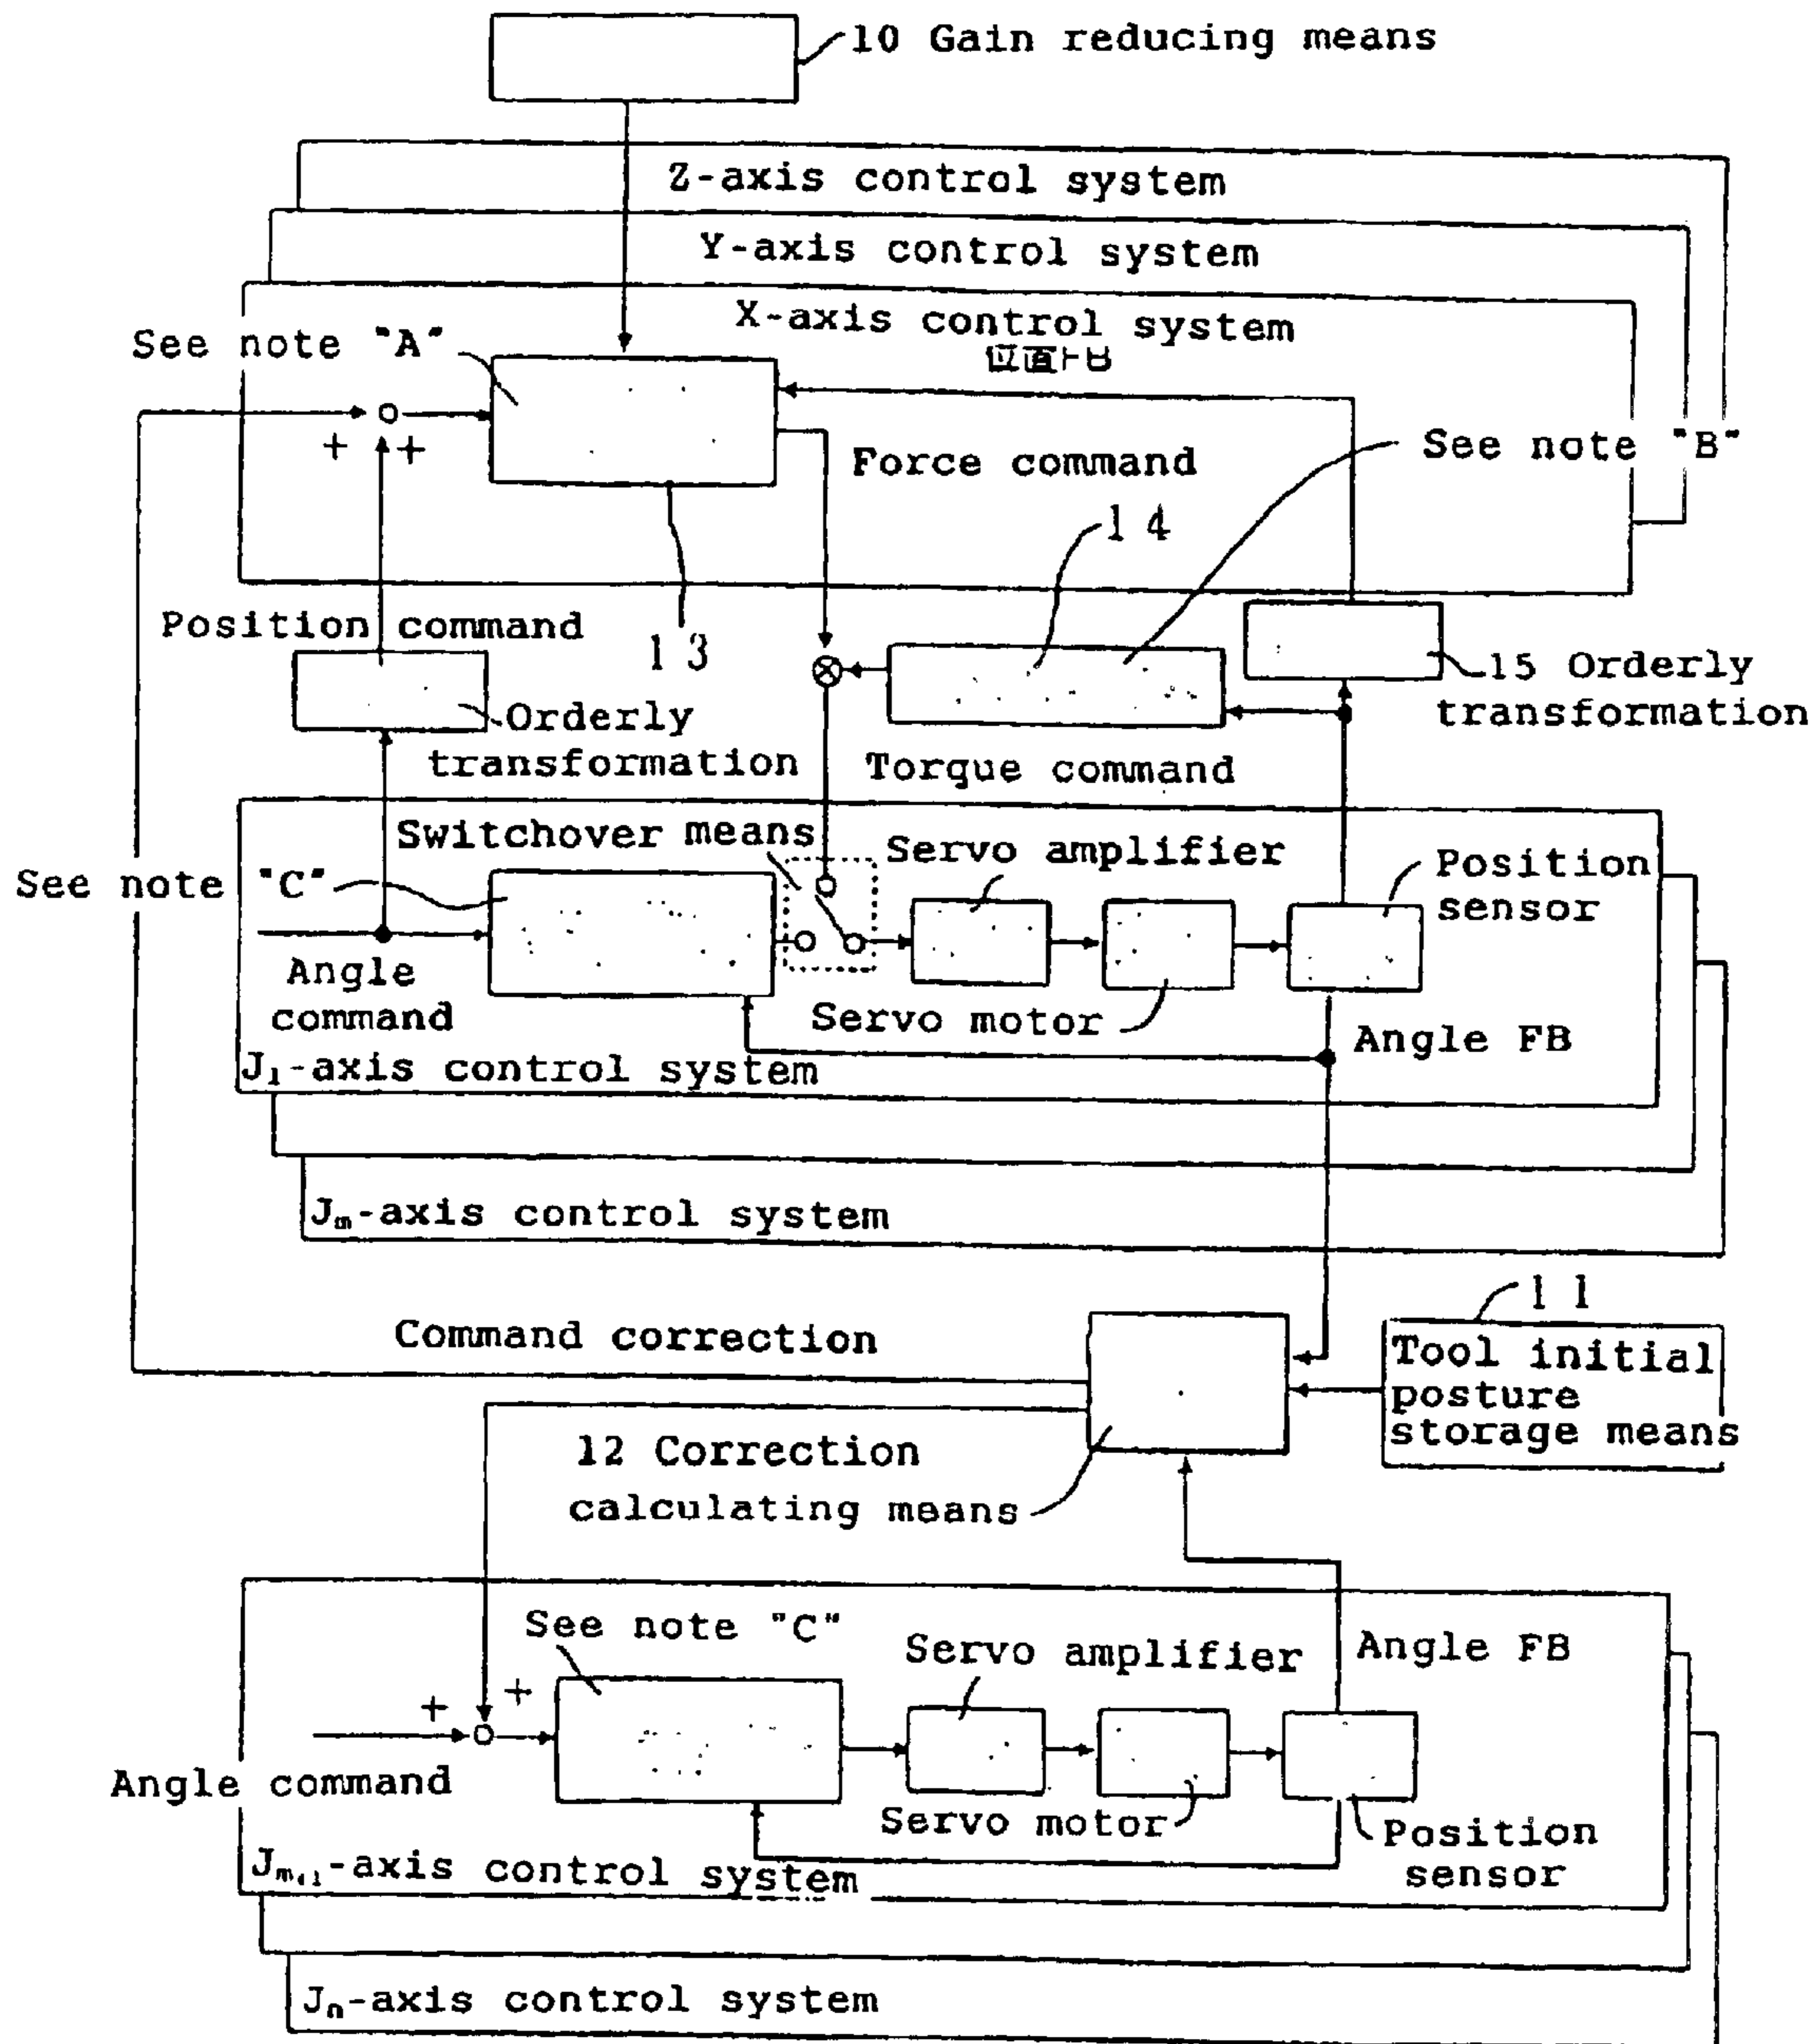 10 Gain reducing means
Z-axis control system
Y-axis control system
X-axis control system
See note "A"
+ +
Force command
See note "B"
14
Position command
13
15 Orderly
transformation
Orderly
transformation
Torque command
Switchover means
Servo amplifier
Position
sensor
See note "C"
Angle
command
Servo motor
Angle FB
J1-axis control system
Jm-axis control system
11
Command correction
Tool initial
posture
storage means
12 Correction
calculating means
See note "C"
Servo amplifier
Angle FB
+ +
Angle command
Servo motor
Position
sensor
Jm+1-axis control system
Jn-axis control system